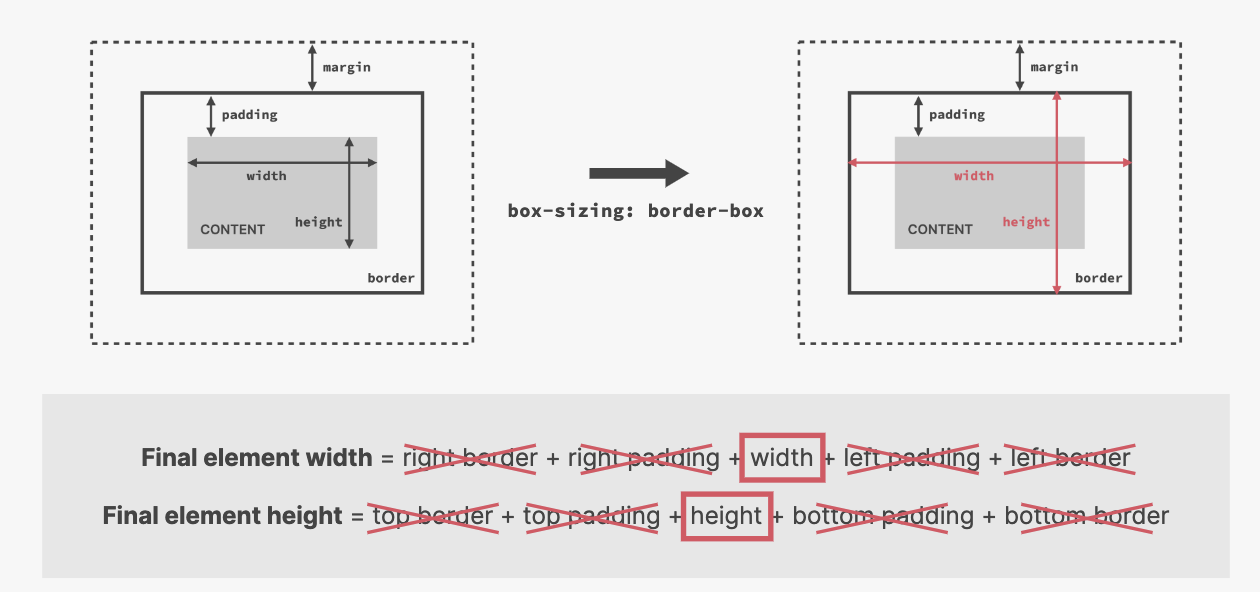 margin
padding
width
height
CONTENT
border
box-sizing: border-box
margin
padding
width
height
CONTENT
border
Final element width = right border + right padding + width + left padding + left border
Final element height = top border + top padding + height + bottom padding + bottom border